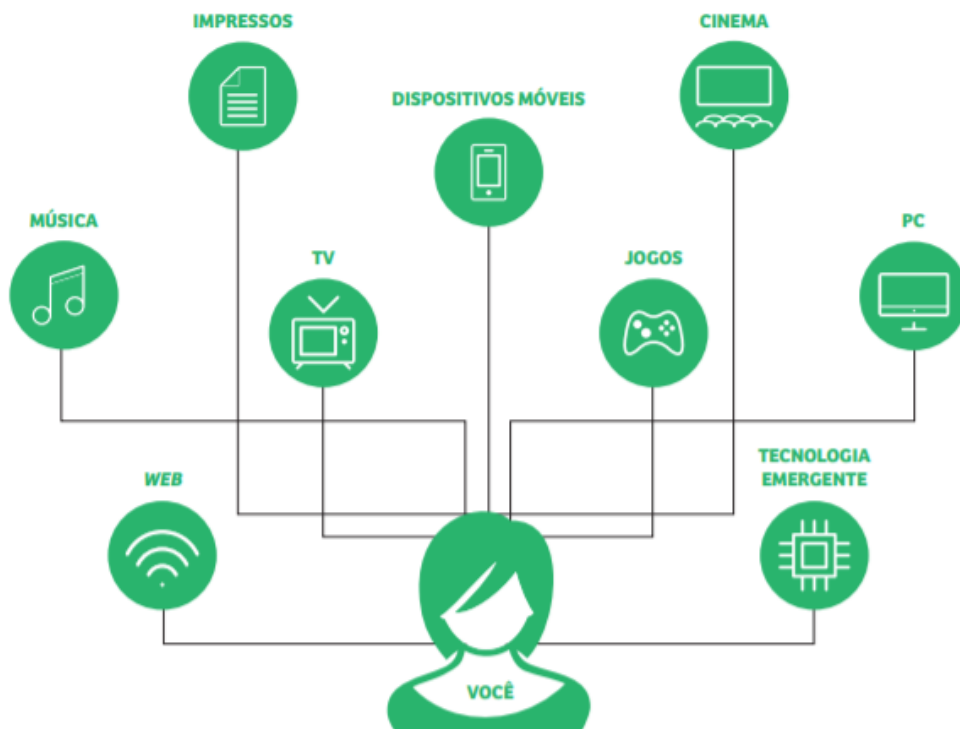 IMPRESSOS
CINEMA
DISPOSITIVOS MÓVEIS
MÚSICA
PC
TV
JOGOS
WEB
TECNOLOGIA
EMERGENTE
VOCÊ